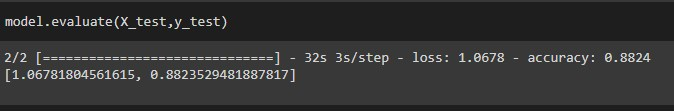 model.evaluate(X_test,y_test)
2/2 [==============================] - 32s 3s/step - loss: 1.0678 - accuracy: 0.8824
[1.06781804561615, 0.8823529481887817]